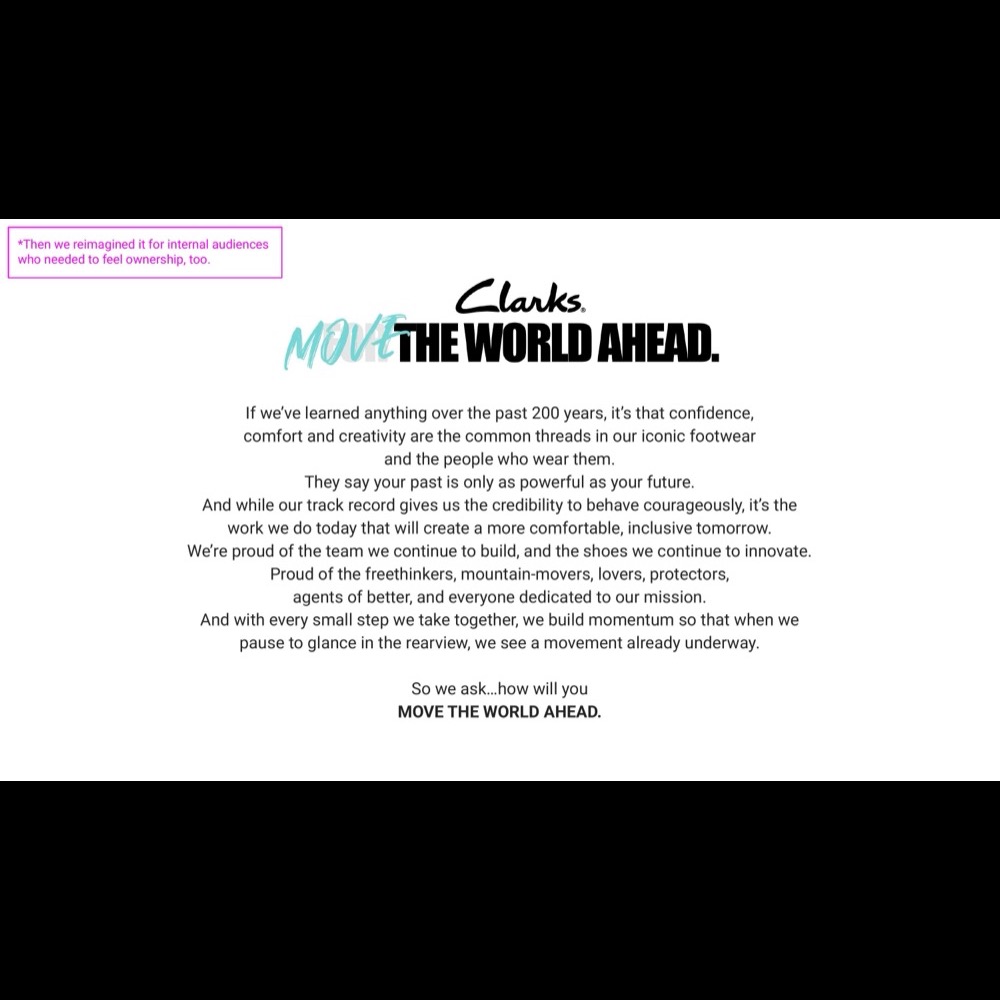 *Then we reimagined it for internal audiences
who needed to feel ownership, too.
Clarks.
MOVE THE WORLD AHEAD.
If we’ve learned anything over the past 200 years, it’s that confidence,
comfort and creativity are the common threads in our iconic footwear
and the people who wear them.
They say your past is only as powerful as your future.
And while our track record gives us the credibility to behave courageously, it’s the
work we do today that will create a more comfortable, inclusive tomorrow.
We’re proud of the team we continue to build, and the shoes we continue to innovate.
Proud of the freethinkers, mountain-movers, lovers, protectors,
agents of better, and everyone dedicated to our mission.
And with every small step we take together, we build momentum so that when we
pause to glance in the rearview, we see a movement already underway.
So we ask…how will you
MOVE THE WORLD AHEAD.